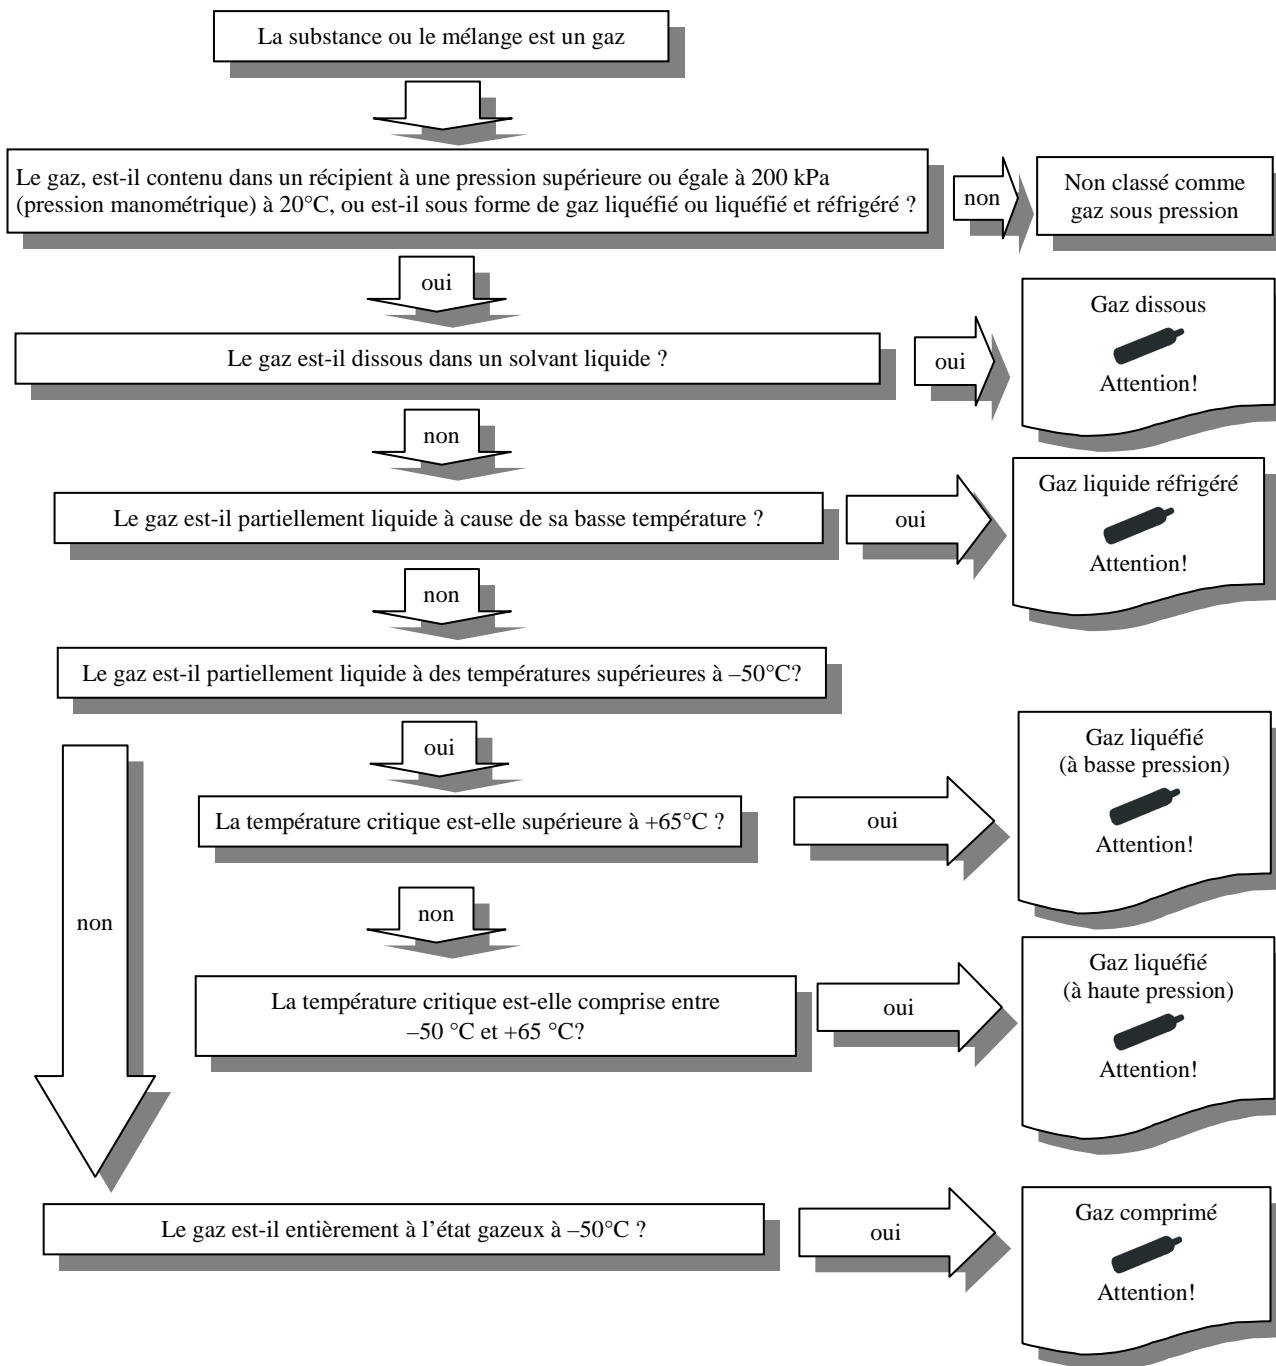 La substance ou le mélange est un gaz
Le gaz, est-il contenu dans un récipient à une pression supérieure ou égale à 200 kPa
(pression manométrique) à 20°C, ou est-il sous forme de gaz liquéfié ou liquéfié et réfrigéré ?
non
Non classé comme
gaz sous pression
oui
Le gaz est-il dissous dans un solvant liquide ?
oui
Gaz dissous
Attention!
non
Le gaz est-il partiellement liquide à cause de sa basse température ?
oui
Gaz liquide réfrigéré
Attention!
non
Le gaz est-il partiellement liquide à des températures supérieures à –50°C?
oui
La température critique est-elle supérieure à +65°C ?
oui
Gaz liquéfié
(à basse pression)
Attention!
non
non
La température critique est-elle comprise entre
–50 °C et +65 °C?
oui
Gaz liquéfié
(à haute pression)
Attention!
Le gaz est-il entièrement à l’état gazeux à –50°C ?
oui
Gaz comprimé
Attention!